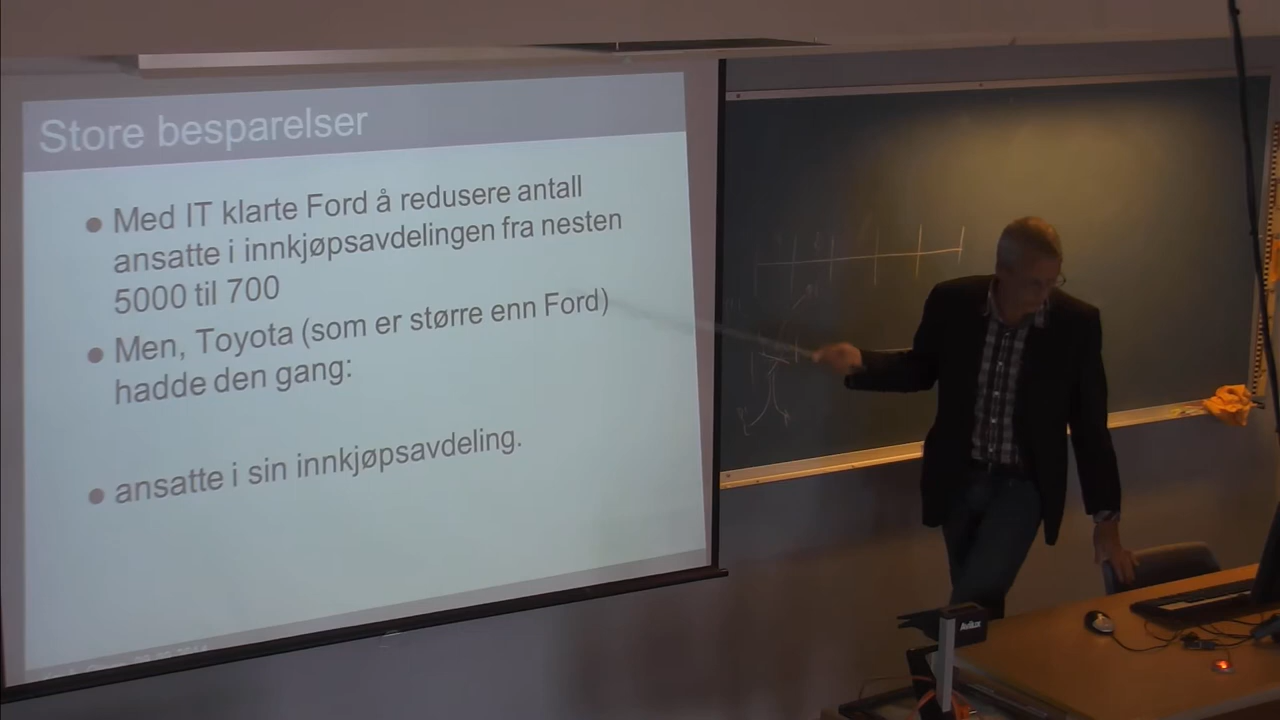 Store besparelser
● Med IT klarte Ford å redusere antall
ansatte i innkjøpsavdelingen fra nesten
5000 til 700
● Men, Toyota (som er større enn Ford)
hadde den gang:
● ansatte i sin innkjøpsavdeling.
Avilux